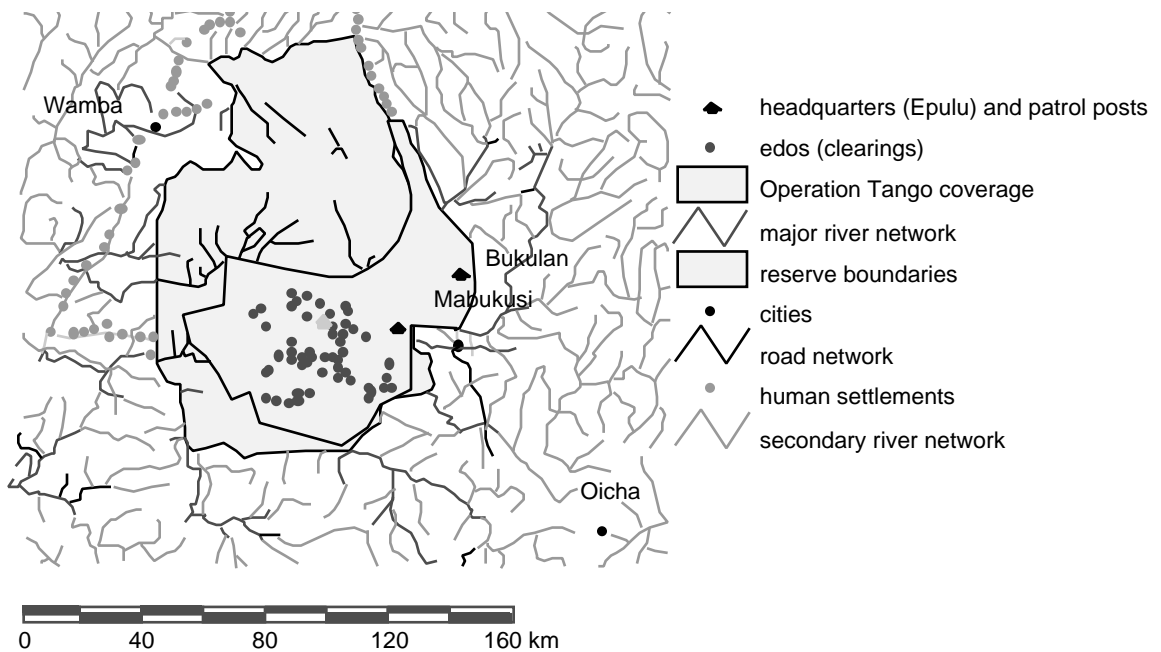 Wamba
Bukulan
Mabukusi
Oicha
headquarters (Epulu) and patrol posts
edos (clearings)
Operation Tango coverage
major river network
reserve boundaries
cities
road network
human settlements
secondary river network
0 40 80 120 160 km